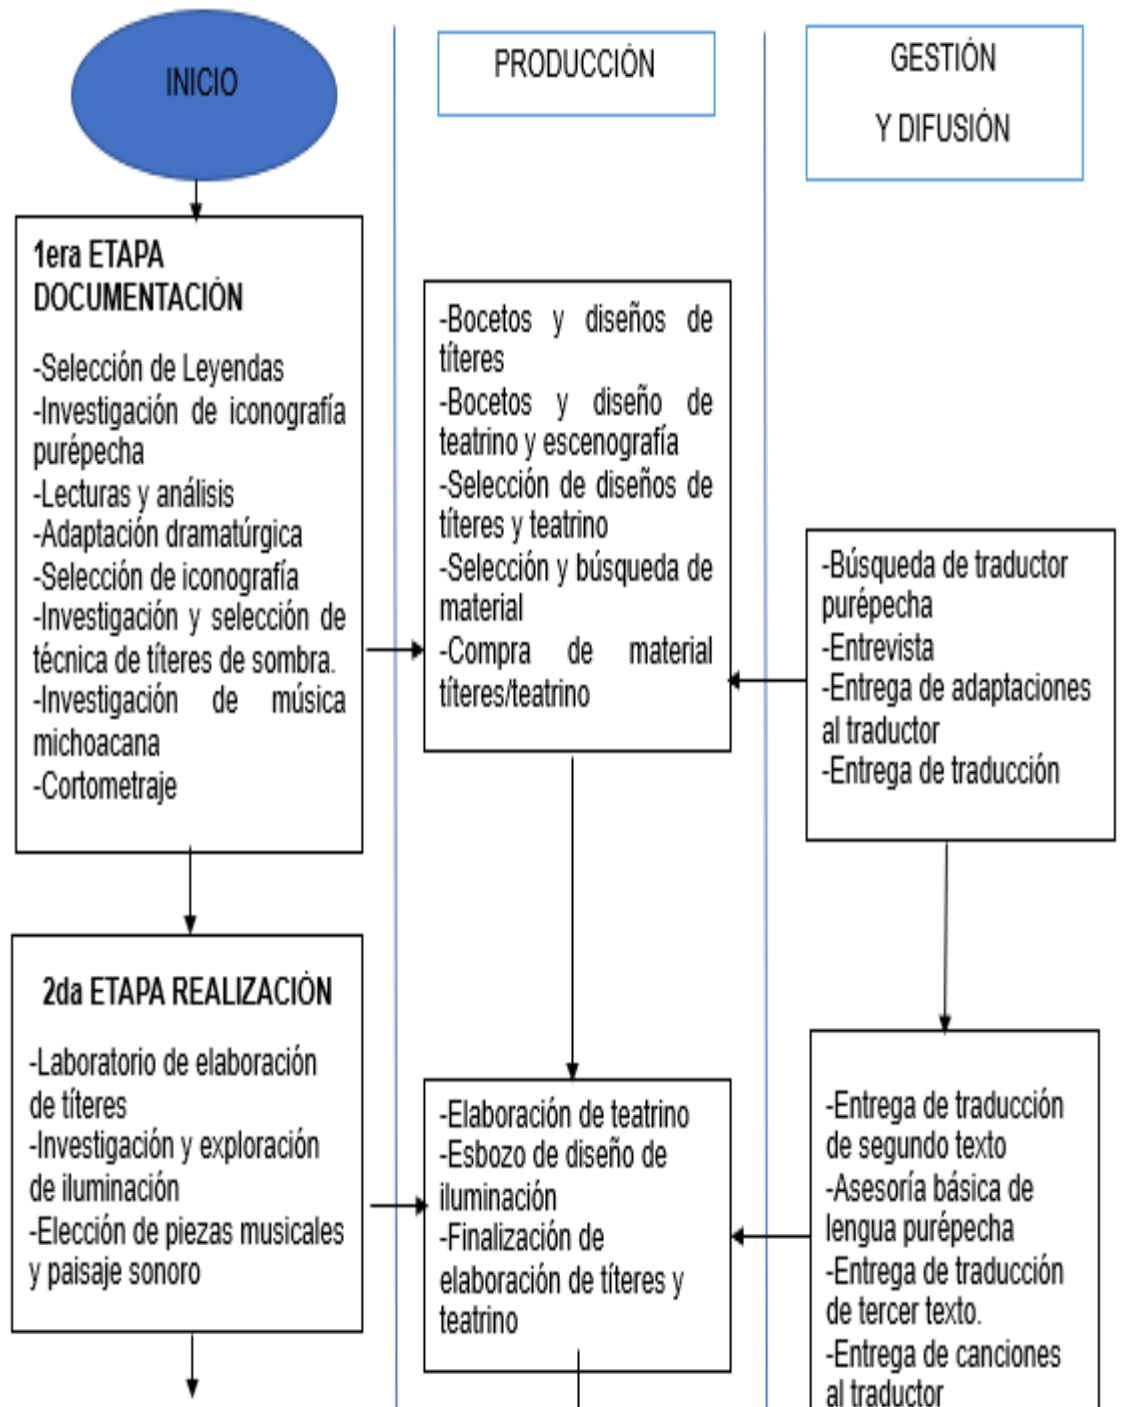 INICIO
PRODUCCIÓN
GESTIÓN
Y DIFUSIÓN
1era ETAPA
DOCUMENTACIÓN
-Selección de Leyendas
-Investigación de iconografía
purépecha
-Lecturas y análisis
-Adaptación dramatúrgica
-Selección de iconografía
-Investigación y selección de
técnica de títeres de sombra.
-Investigación de música
michoacana
-Cortometraje
-Bocetos y diseños de
títeres
-Bocetos y diseño de
teatrino y escenografía
-Selección de diseños de
títeres y teatrino
-Selección y búsqueda de
material
-Compra de material
títeres/teatrino
-Búsqueda de traductor
purépecha
-Entrevista
-Entrega de adaptaciones
al traductor
-Entrega de traducción
2da ETAPA REALIZACIÓN
-Laboratorio de elaboración
de títeres
-Investigación y exploración
de iluminación
-Elección de piezas musicales
y paisaje sonoro
-Elaboración de teatrino
-Esbozo de diseño de
iluminación
-Finalización de
elaboración de títeres y
teatrino
-Entrega de traducción
de segundo texto
-Asesoría básica de
lengua purépecha
-Entrega de traducción
de tercer texto.
-Entrega de canciones
al traductor